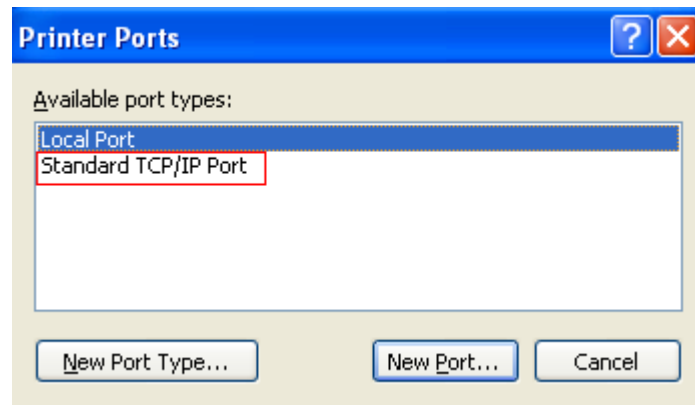 Printer Ports
Available port types:
Local Port
Standard TCP/IP Port
New Port Type... New Port... Cancel